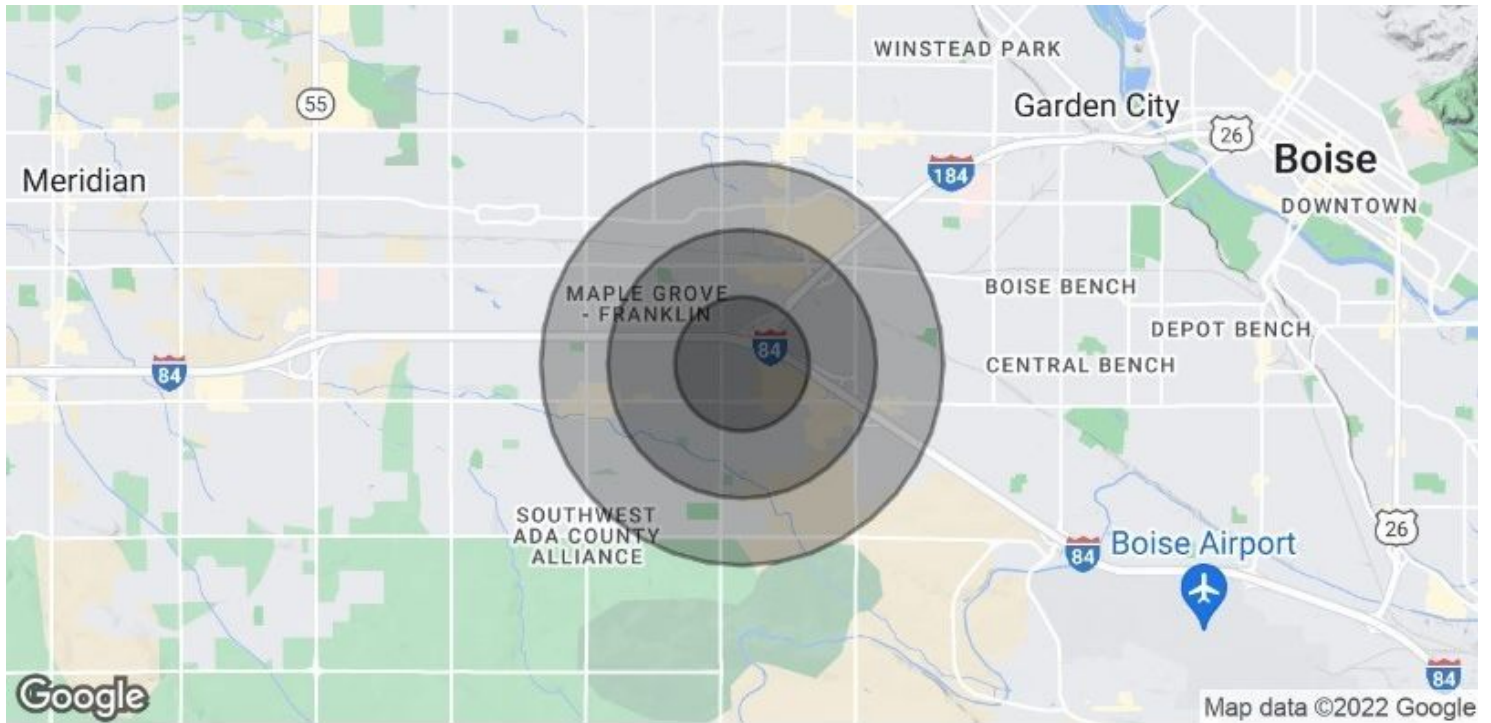 WINSTEAD PARK
55
Garden City
26
Boise
Meridian
184
DOWNTOWN
MAPLE GROVE
- FRANKLIN
BOISE BENCH
DEPOT BENCH
84
84
CENTRAL BENCH
SOUTHWEST
ADA COUNTY
ALLIANCE
26
84
Boise Airport
84
Google
Map data ©2022 Google